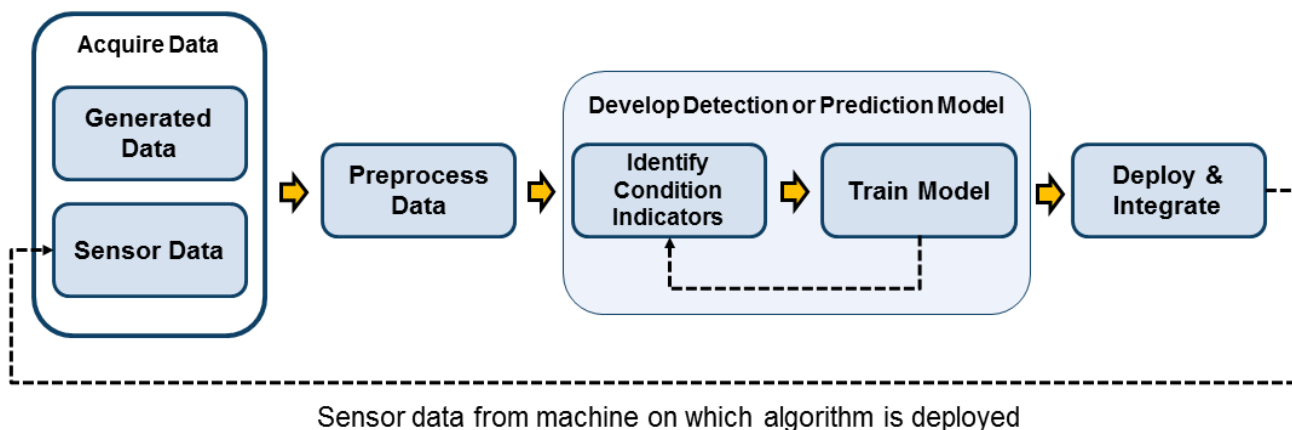 Acquire Data
Generated
Data
Sensor Data
Preprocess
Data
Develop Detection or Prediction Model
Identify
Condition
Indicators
Train Model
Deploy &
Integrate
Sensor data from machine on which algorithm is deployed